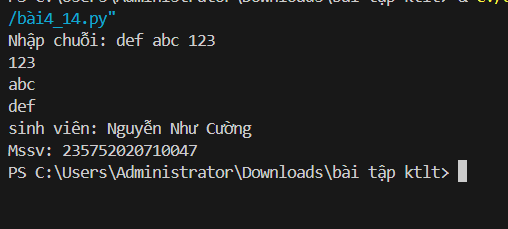 /bài4_14.py"
Nhập chuỗi: def abc 123
123
abc
def
sinh viên: Nguyễn Như Cường
Mssv: 235752020710047
PS C:\Users\Administrator\Downloads\bài tập ktlt>